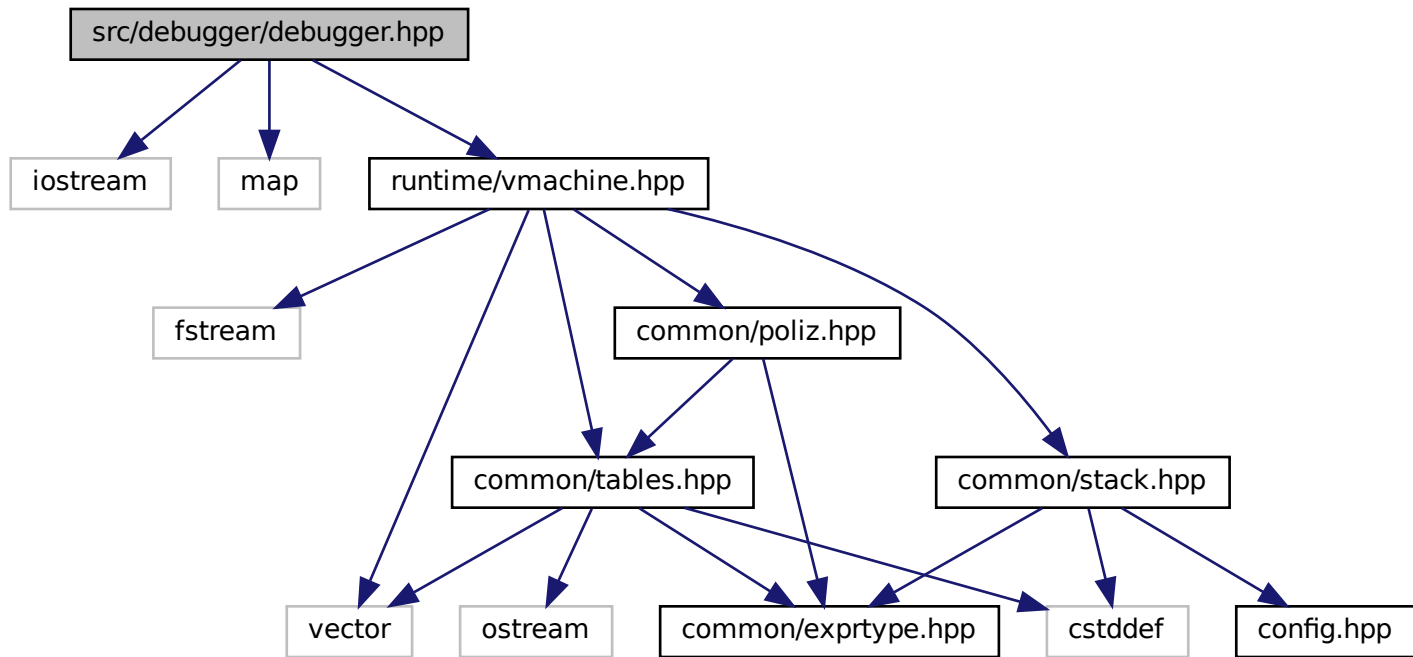 src/debugger/debugger.hpp
iostream
map
runtime/vmachine.hpp
fstream
common/poliz.hpp
common/tables.hpp
common/stack.hpp
vector
ostream
common/exprtype.hpp
cstddef
config.hpp